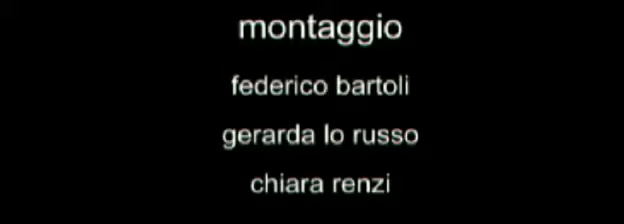 montaggio
federico bartoli
gerarda lo russo
chiara renzi